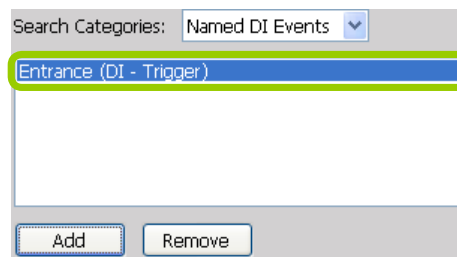 Search Categories: Named DI Events
Entrance (DI - Trigger)
Add Remove